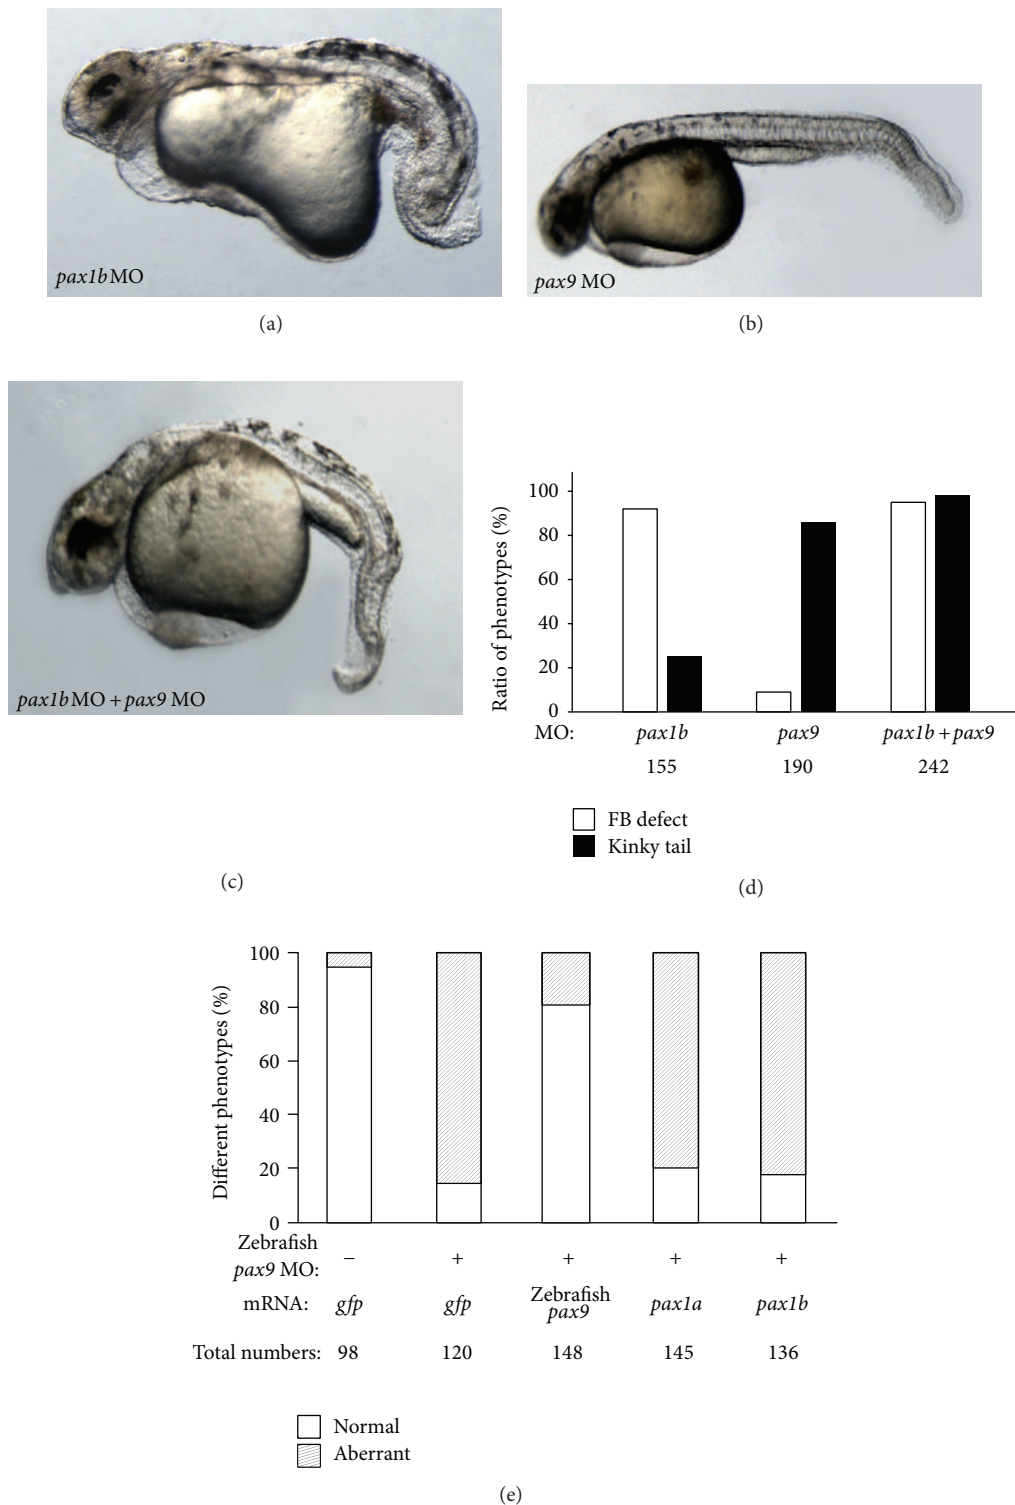 pax1b MO
(a)
pax9 MO
(b)
pax1b MO + pax9 MO
(c)
Ratio of phenotypes (%)
100
80
60
40
20
0
MO: pax1b pax9 pax1b + pax9
155 190 242
FB defect
Kinky tail
(d)
Different phenotypes (%)
100
80
60
40
20
0
Zebrafish
pax9 MO: − + + + +
mRNA: gfp gfp Zebrafish pax9 pax1a pax1b
Total numbers: 98 120 148 145 136
Normal
Aberrant
(e)